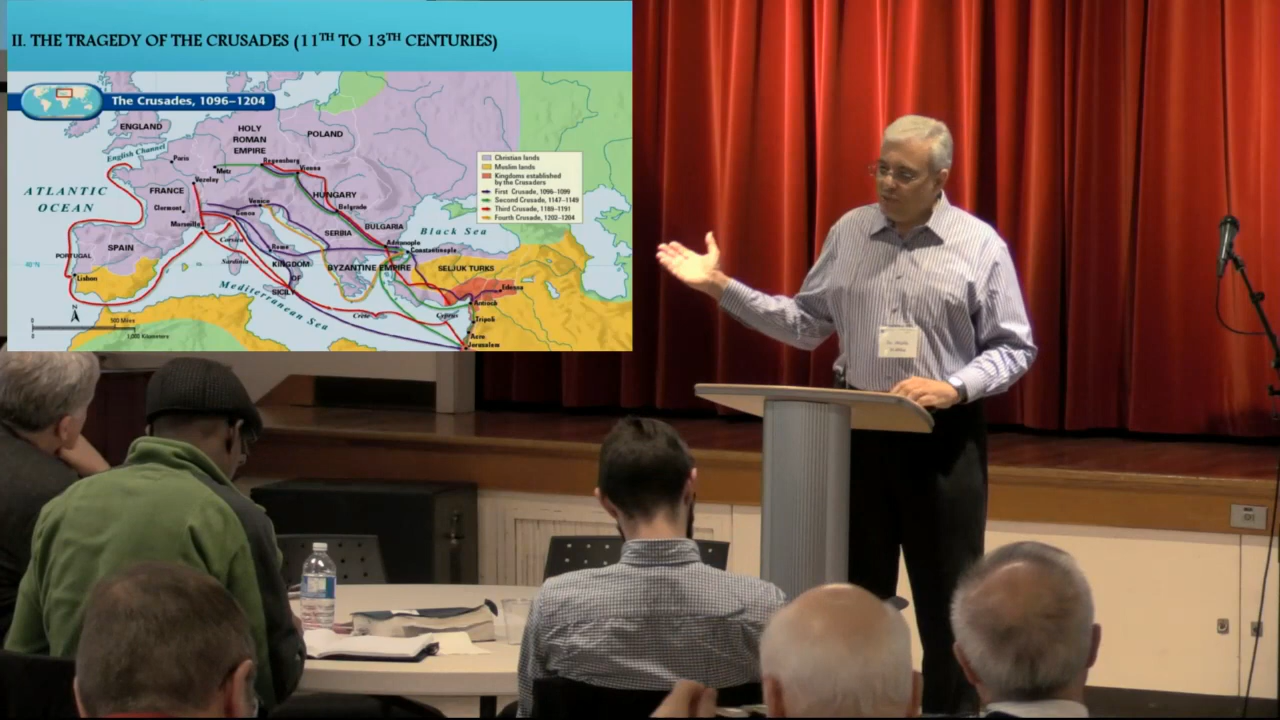 II. THE TRAGEDY OF THE CRUSADES (11TH TO 13TH CENTURIES)
The Crusades, 1096–1204
ENGLAND
English Channel
HOLY
ROMAN
EMPIRE
POLAND
Paris
Metz
Regensburg
Vienna
Christian lands
Muslim lands
Kingdoms established
by the Crusaders
First Crusade, 1096–1099
Second Crusade, 1147–1149
Third Crusade, 1189–1191
Fourth Crusade, 1202–1204
ATLANTIC
OCEAN
Vezelay
FRANCE
Clermont
Marseille
Venice
Genoa
HUNGARY
Belgrade
SERBIA
BULGARIA
Black Sea
Corsica
Sardinia
Rome
Adrianople
Constantinople
SPAIN
PORTUGAL
Lisbon
40°N
KINGDOM
OF
SICILY
BYZANTINE EMPIRE
SELJUK TURKS
Edessa
Antioch
Mediterranean Sea
Crete
Cyprus
Tripoli
Acre
Jerusalem
N
0
500 Miles
0
1,000 Kilometers